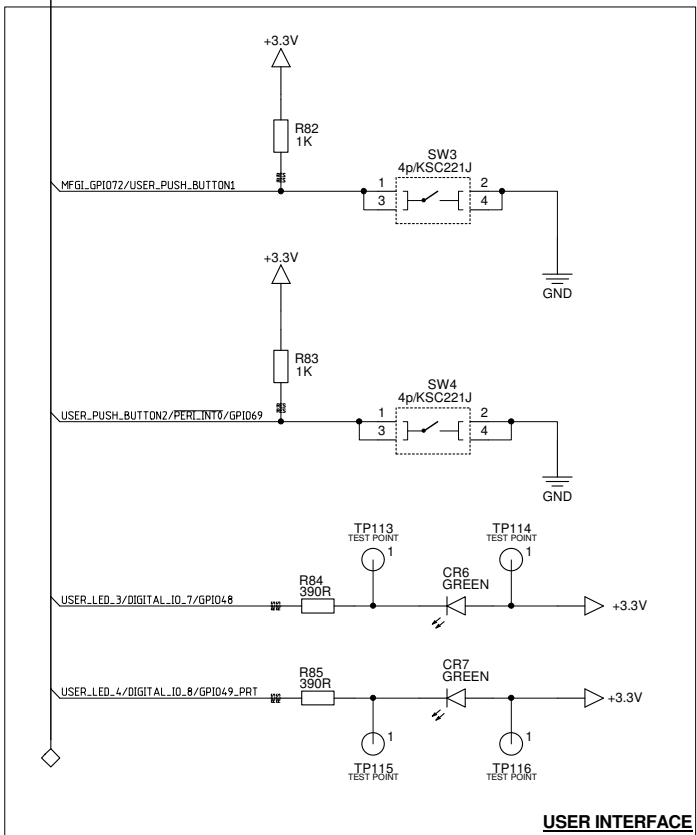 +3.3V
R82
1K
SW3
4p/KSC221J
MFGI_GPIO72/USER_PUSH_BUTTON1
1
2
3
4
GND
+3.3V
R83
1K
SW4
4p/KSC221J
USER_PUSH_BUTTON2/PERI_INT0/GPIO69
1
2
3
4
GND
TP113
TEST POINT
1
TP114
TEST POINT
1
R84
390R
CR6
GREEN
USER_LED_3/DIGITAL_IO_7/GPIO48
+3.3V
R85
390R
CR7
GREEN
USER_LED_4/DIGITAL_IO_8/GPIO49_PRT
+3.3V
1
TP115
TEST POINT
1
TP116
TEST POINT
USER INTERFACE